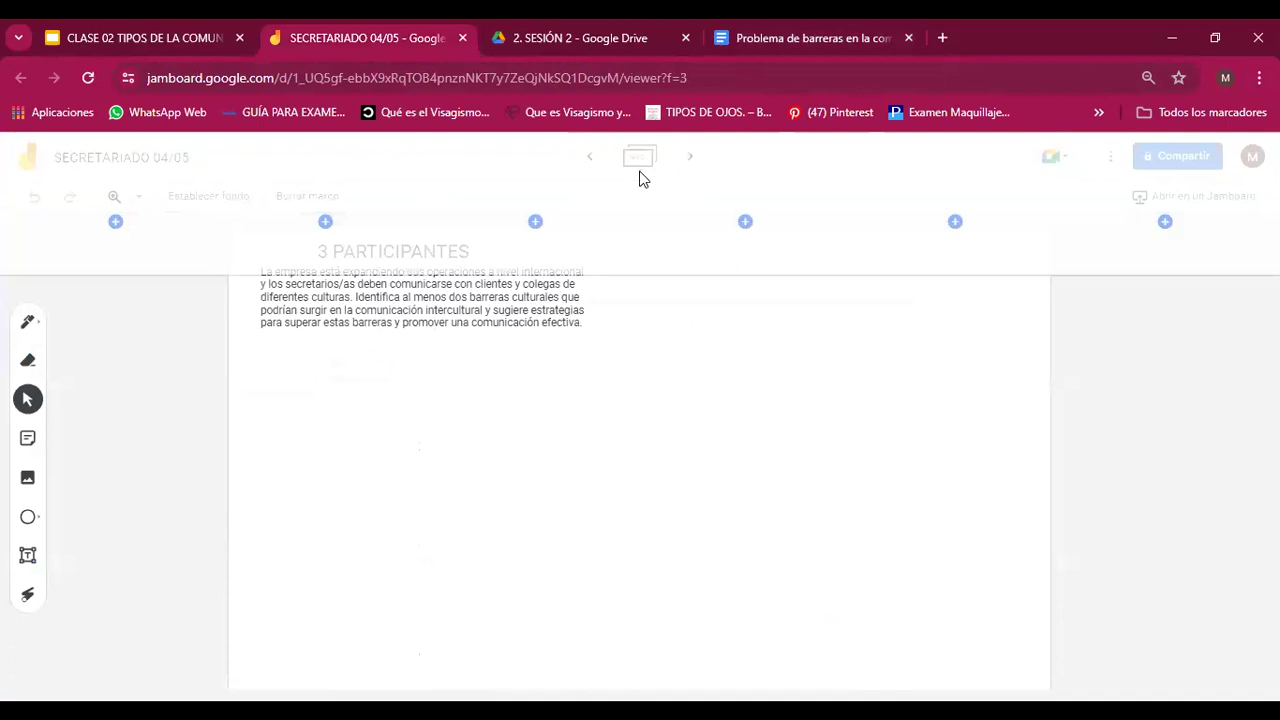 CLASE 02 TIPOS DE LA COMUN
SECRETARIADO 04/05 - Google
2. SESIÓN 2 - Google Drive
Problema de barreras en la con
jamboard.google.com/d/1_UQ5gf-ebbX9xRqTOB4pnznNKT7y7ZeQjNkSQ1DcgvM/viewer?f=3
M
Aplicaciones
WhatsApp Web
GUÍA PARA EXAME...
Qué es el Visagismo...
Que es Visagismo y...
TIPOS DE OJOS. – B...
(47) Pinterest
Examen Maquillaje...
Todos los marcadores
SECRETARIADO 04/05
Compartir
M
Establecer fondo
Borrar marco
Abrir en un Jamboard
3 PARTICIPANTES
La empresa está expandiendo sus operaciones a nivel internacional
y los secretarios/as deben comunicarse con clientes y colegas de
diferentes culturas. Identifica al menos dos barreras culturales que
podrían surgir en la comunicación intercultural y sugiere estrategias
para superar estas barreras y promover una comunicación efectiva.